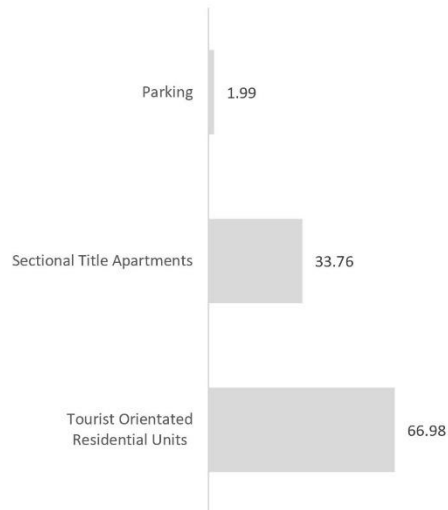 Parking
1.99
Sectional Title Apartments
33.76
Tourist Orientated
Residential Units
66.98